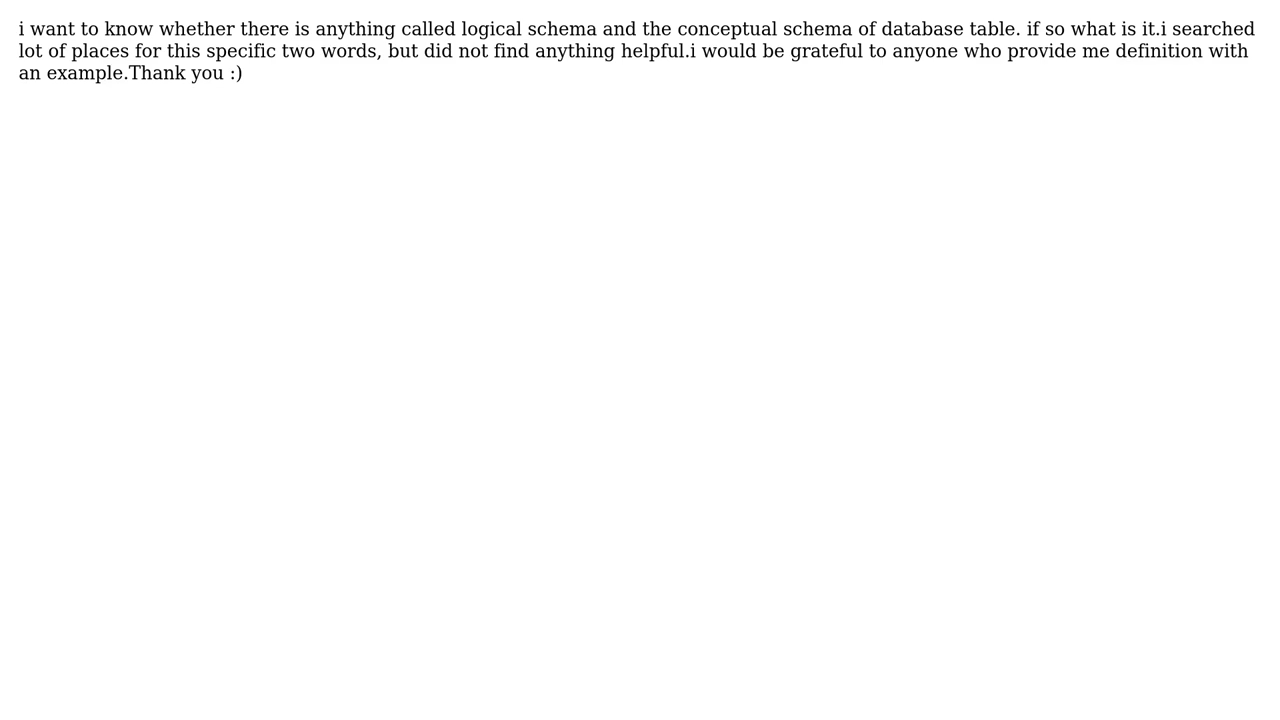 i want to know whether there is anything called logical schema and the conceptual schema of database table. if so what is it.i searched
lot of places for this specific two words, but did not find anything helpful.i would be grateful to anyone who provide me definition with
an example.Thank you :)